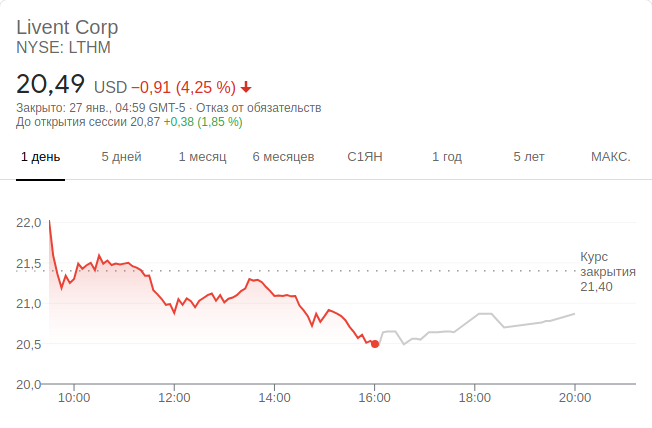 Livent Corp
NYSE: LTHM
20,49 USD −0,91 (4,25 %)
Закрыто: 27 янв., 04:59 GMT-5 · Отказ от обязательств
До открытия сессии 20,87 +0,38 (1,85 %)
1 день 5 дней 1 месяц 6 месяцев С1ЯН 1 год 5 лет МАКС.
22,0
Курс
21,5 закрытия
21,40
21,0
20,5
20,0
10:00 12:00 14:00 16:00 18:00 20:00